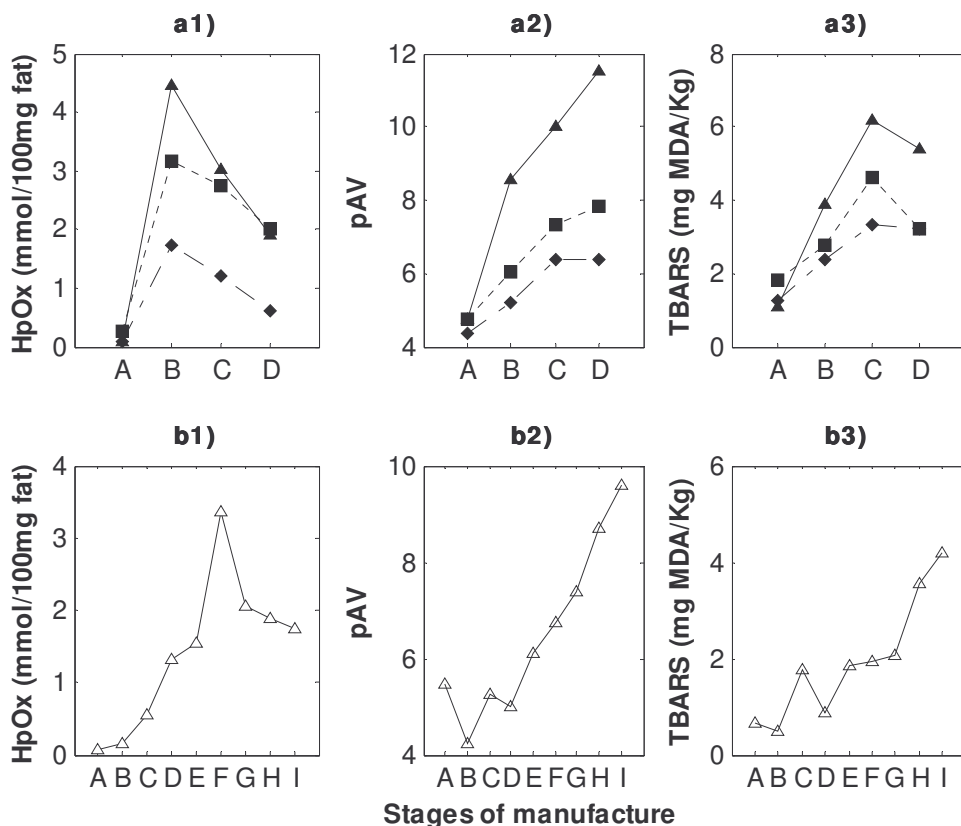 a1)
HpOx (mmol/100mg fat)
5
4
3
2
1
0
A B C D
a2)
pAV
12
10
8
6
4
A B C D
a3)
TBARS (mg MDA/Kg)
8
6
4
2
0
A B C D
b1)
HpOx (mmol/100mg fat)
4
3
2
1
0
A B C D E F G H I
b2)
pAV
10
8
6
4
A B C D E F G H I
b3)
TBARS (mg MDA/Kg)
6
4
2
0
A B C D E F G H I
Stages of manufacture